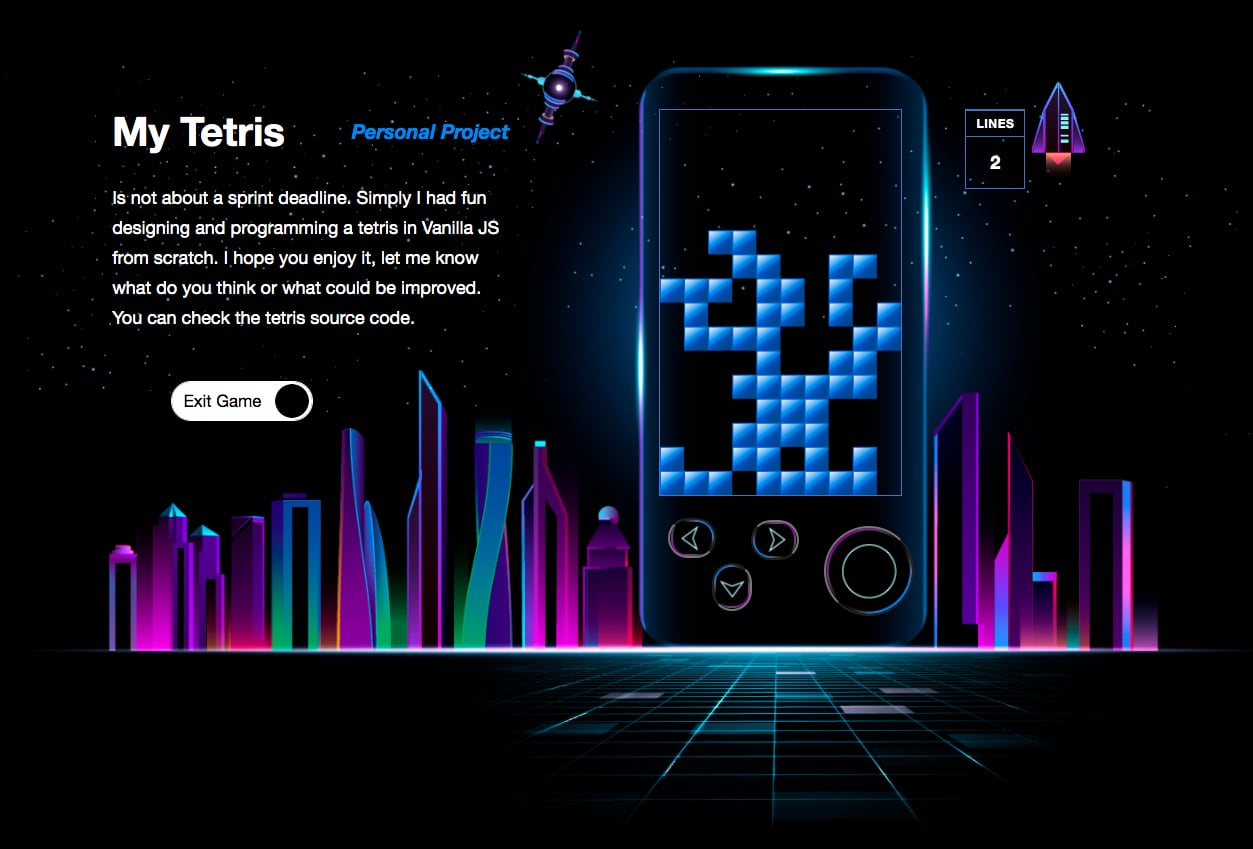 My Tetris
Personal Project
Is not about a sprint deadline. Simply I had fun
designing and programming a tetris in Vanilla JS
from scratch. I hope you enjoy it, let me know
what do you think or what could be improved.
You can check the tetris source code.
Exit Game
LINES
2